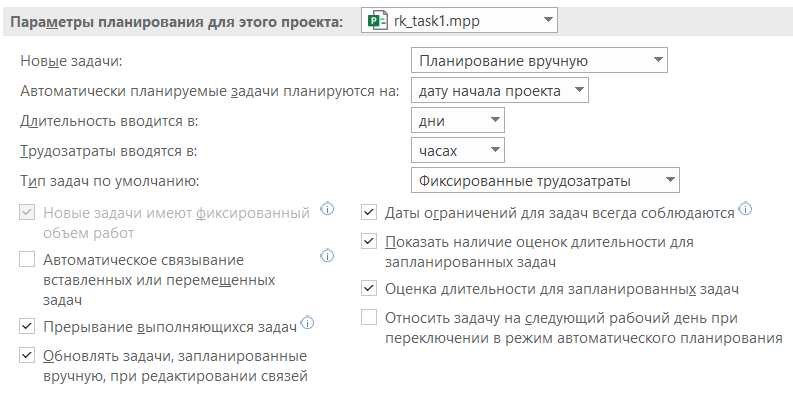 Параметры планирования для этого проекта: rk_task1.mpp
Новые задачи: Планирование вручную
Автоматически планируемые задачи планируются на: дату начала проекта
Длительность вводится в: дни
Трудозатраты вводятся в: часах
Тип задач по умолчанию: Фиксированные трудозатраты
Новые задачи имеют фиксированный
объем работ
Автоматическое связывание
вставленных или перемещенных
задач
Прерывание выполняющихся задач
Обновлять задачи, запланированные
вручную, при редактировании связей
Даты ограничений для задач всегда соблюдаются
Показать наличие оценок длительности для
запланированных задач
Оценка длительности для запланированных задач
Относить задачу на следующий рабочий день при
переключении в режим автоматического планирования